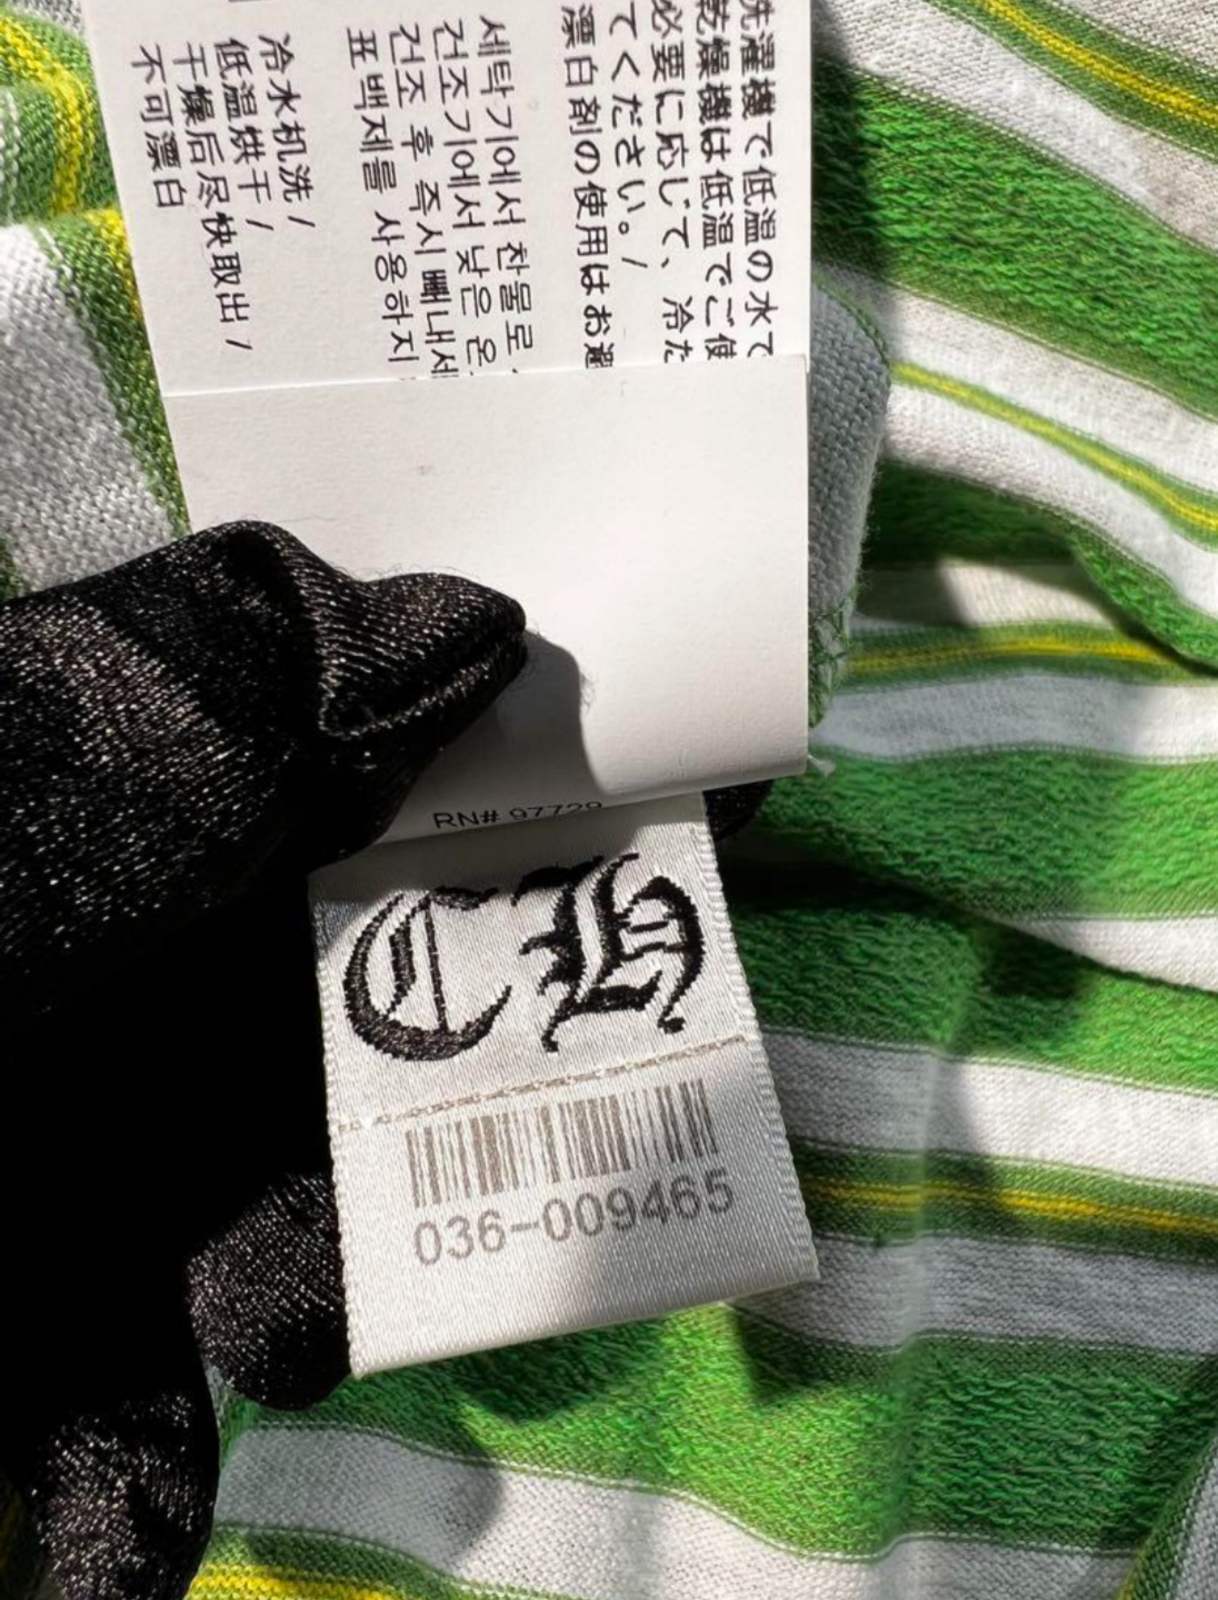 洗濯機で低温の水で
乾燥機は低温でご使
必要に応じて、冷た
てください。/
漂白剤の使用はお選
세탁기에서 찬물로
건조기에서 낮은 온
건조 후 즉시 빼내세
표백제를 사용하지
冷水机洗 /
低温烘干 /
干燥后尽快取出 /
不可漂白
RN# 97729
CH
036-009465